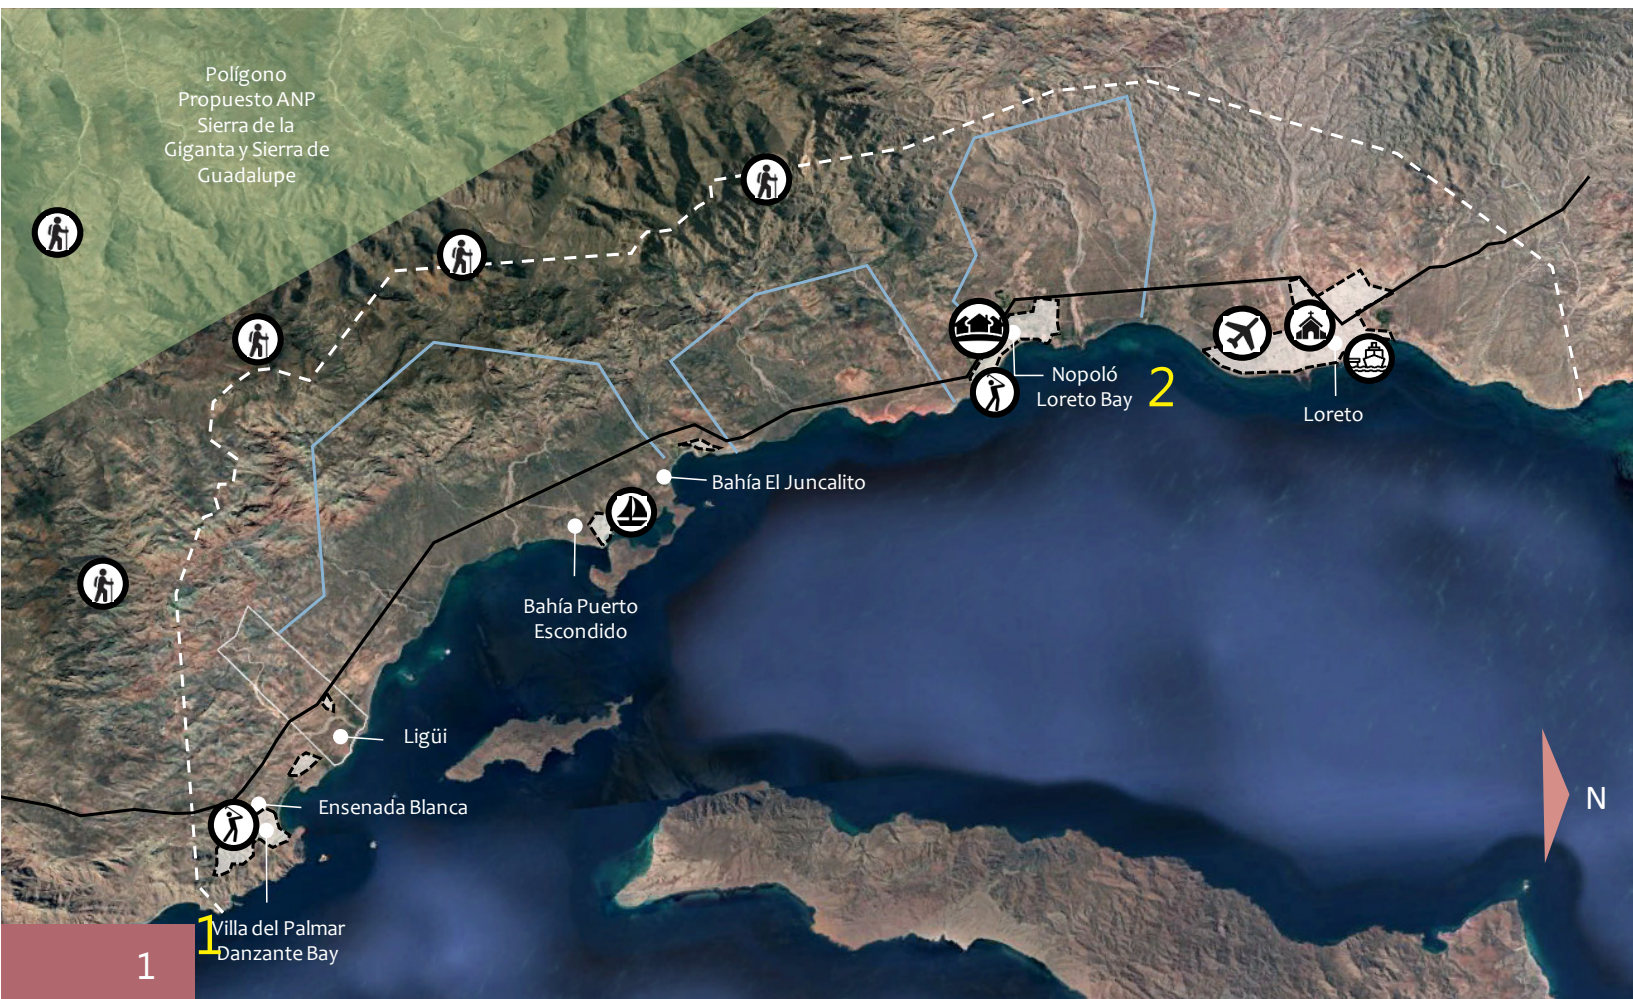 Polígono
Propuesto ANP
Sierra de la
Giganta y Sierra de
Guadalupe
Nopoló
Loreto Bay
2
Loreto
Bahía El Juncalito
Bahía Puerto
Escondido
Ligüi
Ensenada Blanca
N
1
Villa del Palmar
Danzante Bay
1